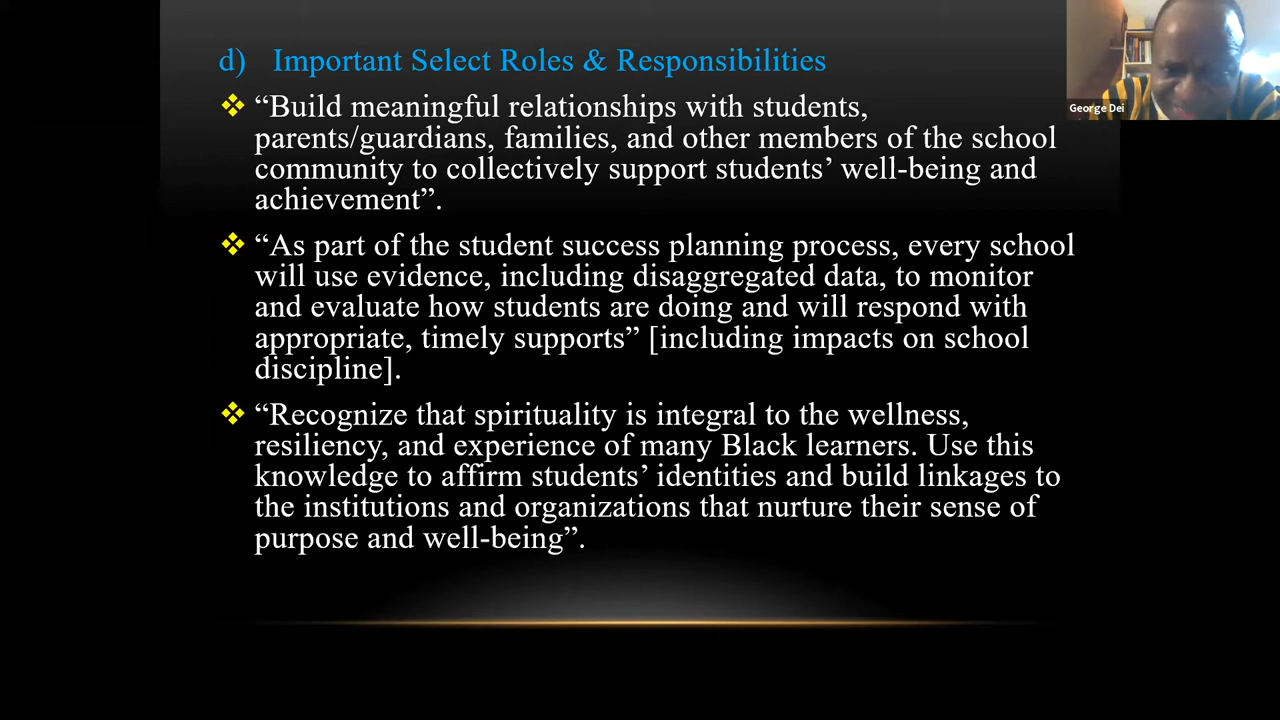 d) Important Select Roles & Responsibilities
“Build meaningful relationships with students,
parents/guardians, families, and other members of the school
community to collectively support students’ well-being and
achievement”.
“As part of the student success planning process, every school
will use evidence, including disaggregated data, to monitor
and evaluate how students are doing and will respond with
appropriate, timely supports” [including impacts on school
discipline].
“Recognize that spirituality is integral to the wellness,
resiliency, and experience of many Black learners. Use this
knowledge to affirm students’ identities and build linkages to
the institutions and organizations that nurture their sense of
purpose and well-being”.
George Dei